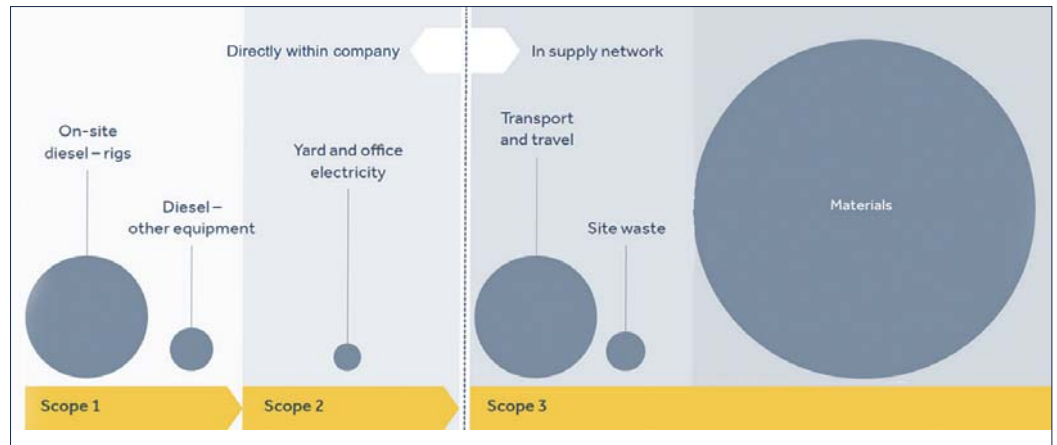 Directly within company
In supply network
On-site
diesel – rigs
Diesel –
other equipment
Yard and office
electricity
Transport
and travel
Site waste
Materials
Scope 1
Scope 2
Scope 3